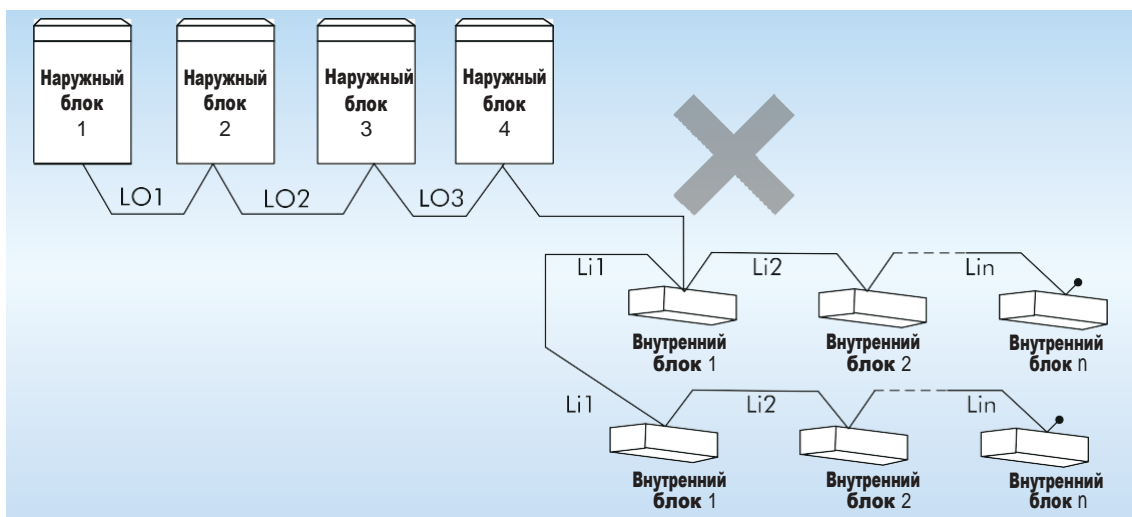 Наружный блок 1
Наружный блок 2
Наружный блок 3
Наружный блок 4
LO1 LO2 LO3
Li1 Li2 Lin
Внутренний блок 1
Внутренний блок 2
Внутренний блок n
Li1 Li2 Lin
Внутренний блок 1
Внутренний блок 2
Внутренний блок n